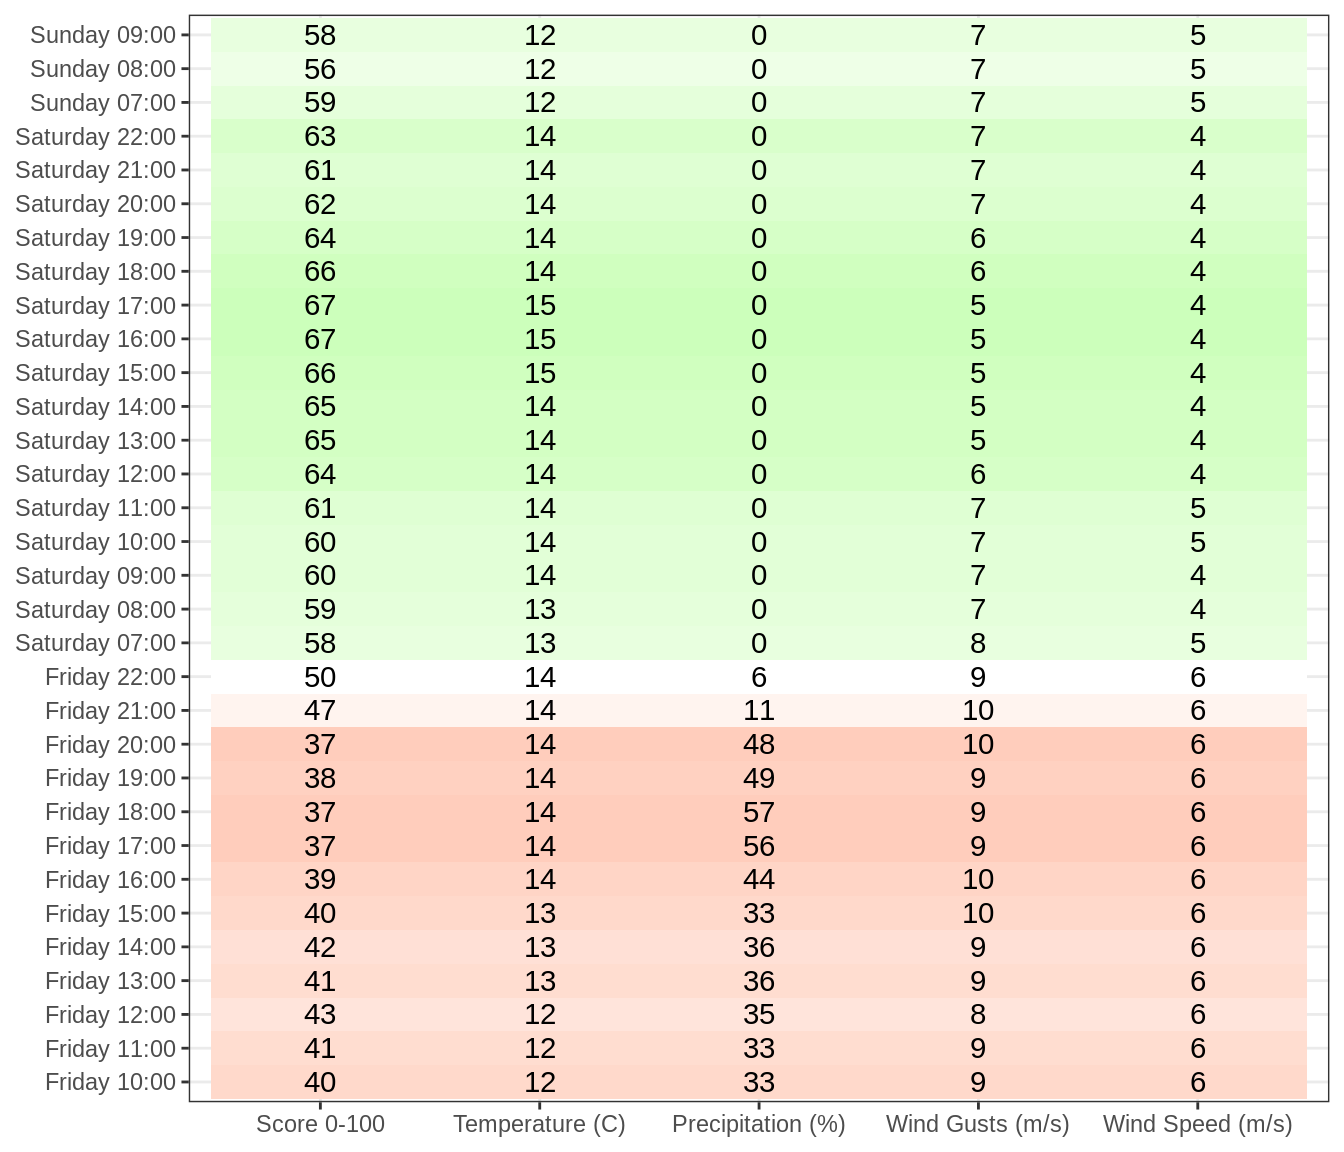 Sunday 09:00 58 12 0 7 5
Sunday 08:00 56 12 0 7 5
Sunday 07:00 59 12 0 7 5
Saturday 22:00 63 14 0 7 4
Saturday 21:00 61 14 0 7 4
Saturday 20:00 62 14 0 7 4
Saturday 19:00 64 14 0 6 4
Saturday 18:00 66 14 0 6 4
Saturday 17:00 67 15 0 5 4
Saturday 16:00 67 15 0 5 4
Saturday 15:00 66 15 0 5 4
Saturday 14:00 65 14 0 5 4
Saturday 13:00 65 14 0 5 4
Saturday 12:00 64 14 0 6 4
Saturday 11:00 61 14 0 7 5
Saturday 10:00 60 14 0 7 5
Saturday 09:00 60 14 0 7 4
Saturday 08:00 59 13 0 7 4
Saturday 07:00 58 13 0 8 5
Friday 22:00 50 14 6 9 6
Friday 21:00 47 14 11 10 6
Friday 20:00 37 14 48 10 6
Friday 19:00 38 14 49 9 6
Friday 18:00 37 14 57 9 6
Friday 17:00 37 14 56 9 6
Friday 16:00 39 14 44 10 6
Friday 15:00 40 13 33 10 6
Friday 14:00 42 13 36 9 6
Friday 13:00 41 13 36 9 6
Friday 12:00 43 12 35 8 6
Friday 11:00 41 12 33 9 6
Friday 10:00 40 12 33 9 6
Score 0-100 Temperature (C) Precipitation (%) Wind Gusts (m/s) Wind Speed (m/s)